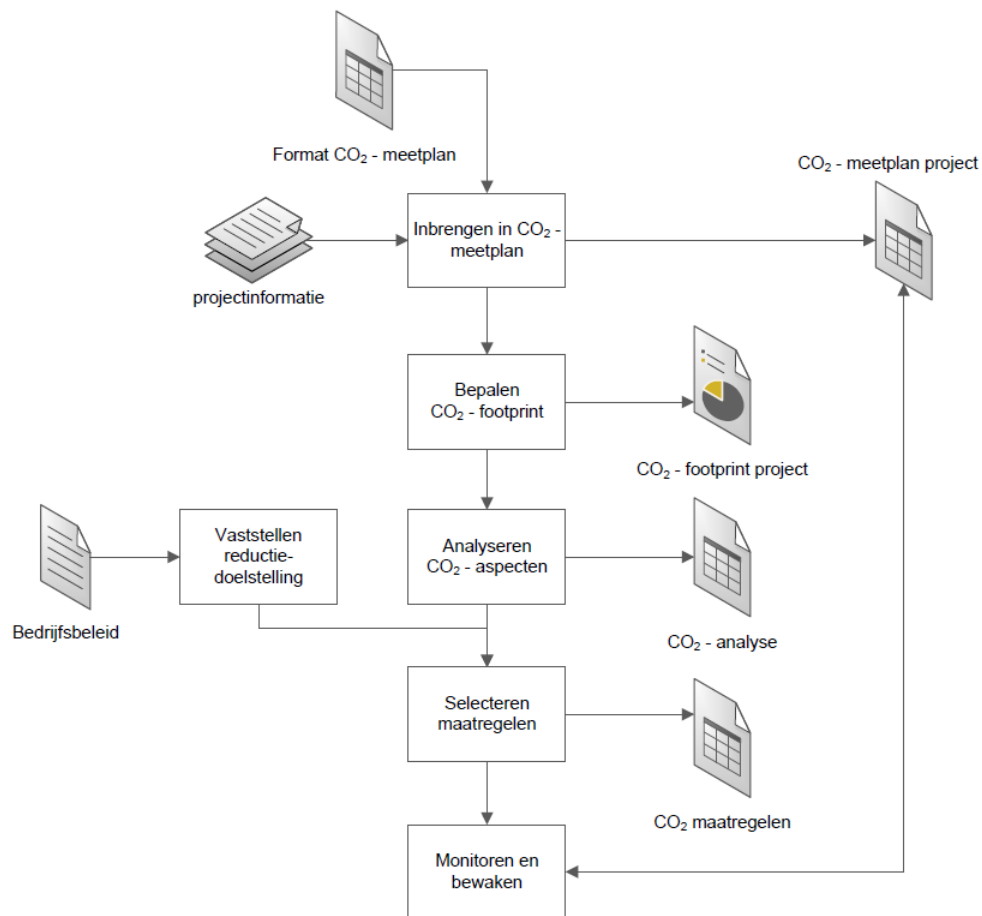 Format CO₂ - meetplan
CO₂ - meetplan project
Inbrengen in CO₂ -
meetplan
projectinformatie
Bepalen
CO₂ - footprint
CO₂ - footprint project
Vaststellen
reductie-
doelstelling
Analyseren
CO₂ - aspecten
Bedrijfsbeleid
CO₂ - analyse
Selecteren
maatregelen
CO₂ maatregelen
Monitoren en
bewaken